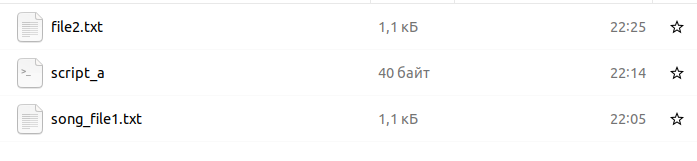 file2.txt 1,1 кБ 22:25
script_a 40 байт 22:14
song_file1.txt 1,1 кБ 22:05